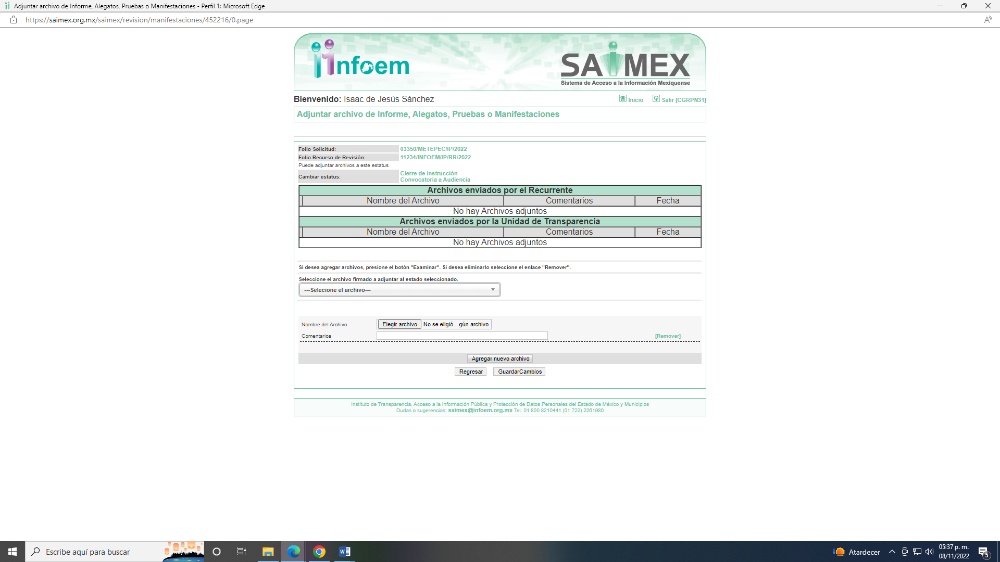 Adjuntar archivo de Informe, Alegatos, Pruebas o Manifestaciones - Perfil 1: Microsoft Edge
https://saimex.org.mx/saimex/revision/manifestaciones/452216/0.page
infoem
SAIMEX
Sistema de Acceso a la Información Mexiquense
Bienvenido: Isaac de Jesús Sánchez
Inicio
Salir [CGRPN31]
Adjuntar archivo de Informe, Alegatos, Pruebas o Manifestaciones
Folio Solicitud: 03350/METEPEC/IP/2022
Folio Recurso de Revisión: 11234/INFOEM/IP/RR/2022
Puede adjuntar archivos a este estatus
Cambiar estatus:
Cierre de instrucción
Convocatoria a Audiencia
Archivos enviados por el Recurrente
Nombre del Archivo Comentarios Fecha
No hay Archivos adjuntos
Archivos enviados por la Unidad de Transparencia
Nombre del Archivo Comentarios Fecha
No hay Archivos adjuntos
Si desea agregar archivos, presione el botón "Examinar". Si desea eliminarlo seleccione el enlace "Remover".
Seleccione el archivo firmado a adjuntar al estado seleccionado.
---Selecione el archivo---
Nombre del Archivo Elegir archivo No se eligió...gún archivo
Comentarios [Remover]
Agregar nuevo archivo
Regresar GuardarCambios
Instituto de Transparencia, Acceso a la Información Pública y Protección de Datos Personales del Estado de México y Municipios
Dudas o sugerencias: saimex@infoem.org.mx Tel. 01 800 8210441 (01 722) 2261980
Escribe aquí para buscar
Atardecer
05:37 p. m.
08/11/2022
5